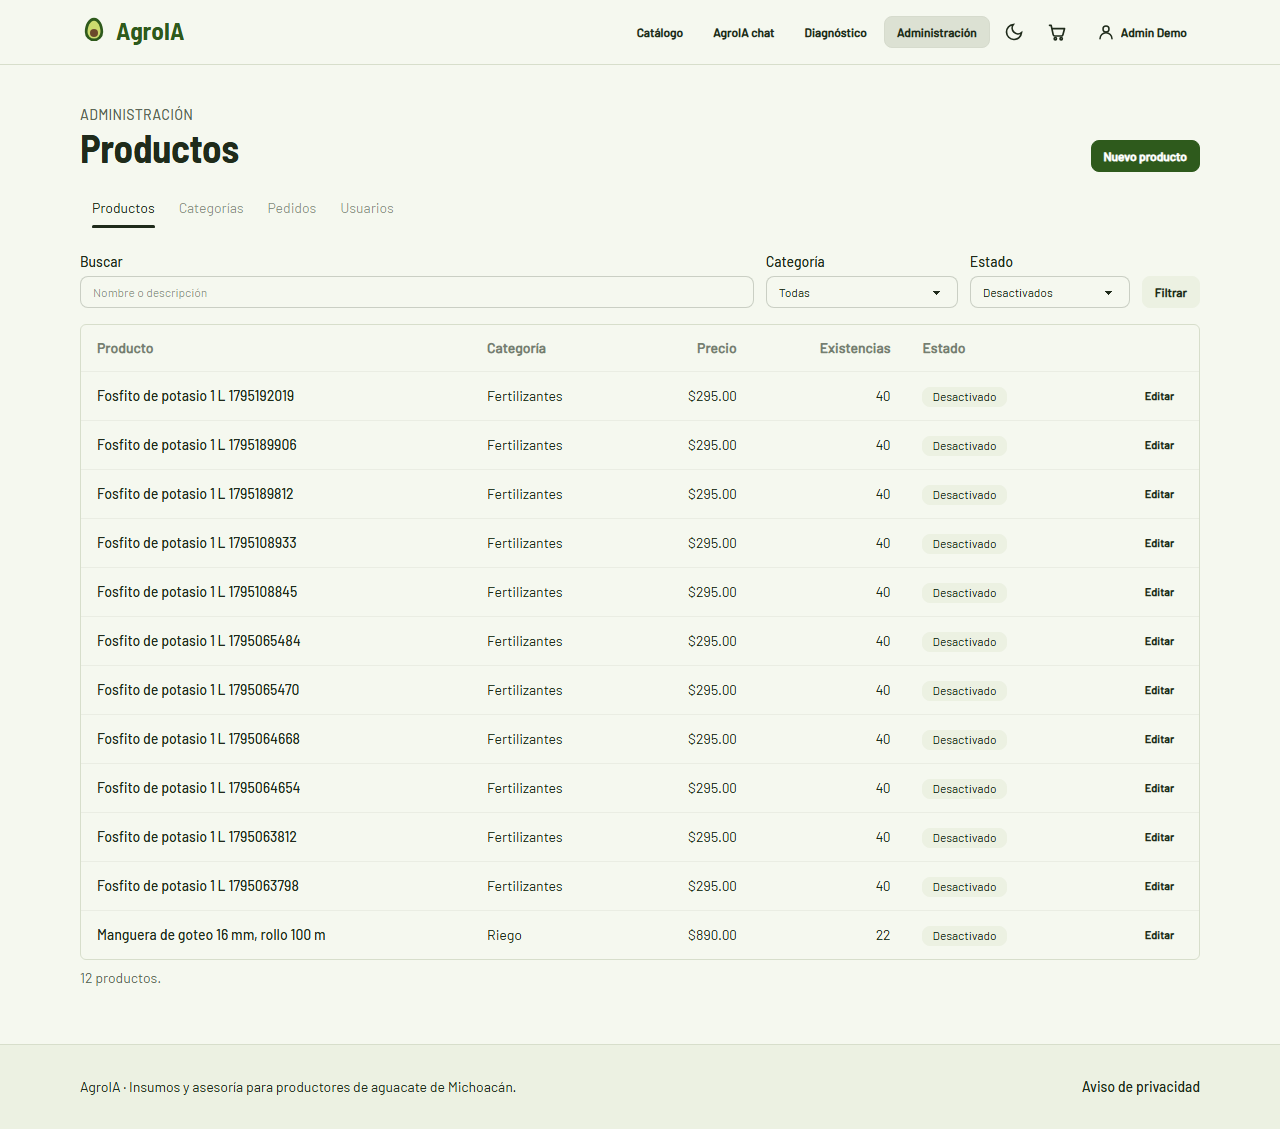 AgroIA
Catálogo AgroIA chat Diagnóstico Administración Admin Demo
ADMINISTRACIÓN
Productos
Nuevo producto
Productos Categorías Pedidos Usuarios
Buscar Categoría Estado
Nombre o descripción Todas Desactivados Filtrar
Producto Categoría Precio Existencias Estado
Fosfito de potasio 1 L 1795192019 Fertilizantes $295.00 40 Desactivado Editar
Fosfito de potasio 1 L 1795189906 Fertilizantes $295.00 40 Desactivado Editar
Fosfito de potasio 1 L 1795189812 Fertilizantes $295.00 40 Desactivado Editar
Fosfito de potasio 1 L 1795108933 Fertilizantes $295.00 40 Desactivado Editar
Fosfito de potasio 1 L 1795108845 Fertilizantes $295.00 40 Desactivado Editar
Fosfito de potasio 1 L 1795065484 Fertilizantes $295.00 40 Desactivado Editar
Fosfito de potasio 1 L 1795065470 Fertilizantes $295.00 40 Desactivado Editar
Fosfito de potasio 1 L 1795064668 Fertilizantes $295.00 40 Desactivado Editar
Fosfito de potasio 1 L 1795064654 Fertilizantes $295.00 40 Desactivado Editar
Fosfito de potasio 1 L 1795063812 Fertilizantes $295.00 40 Desactivado Editar
Fosfito de potasio 1 L 1795063798 Fertilizantes $295.00 40 Desactivado Editar
Manguera de goteo 16 mm, rollo 100 m Riego $890.00 22 Desactivado Editar
12 productos.
AgroIA · Insumos y asesoría para productores de aguacate de Michoacán. Aviso de privacidad